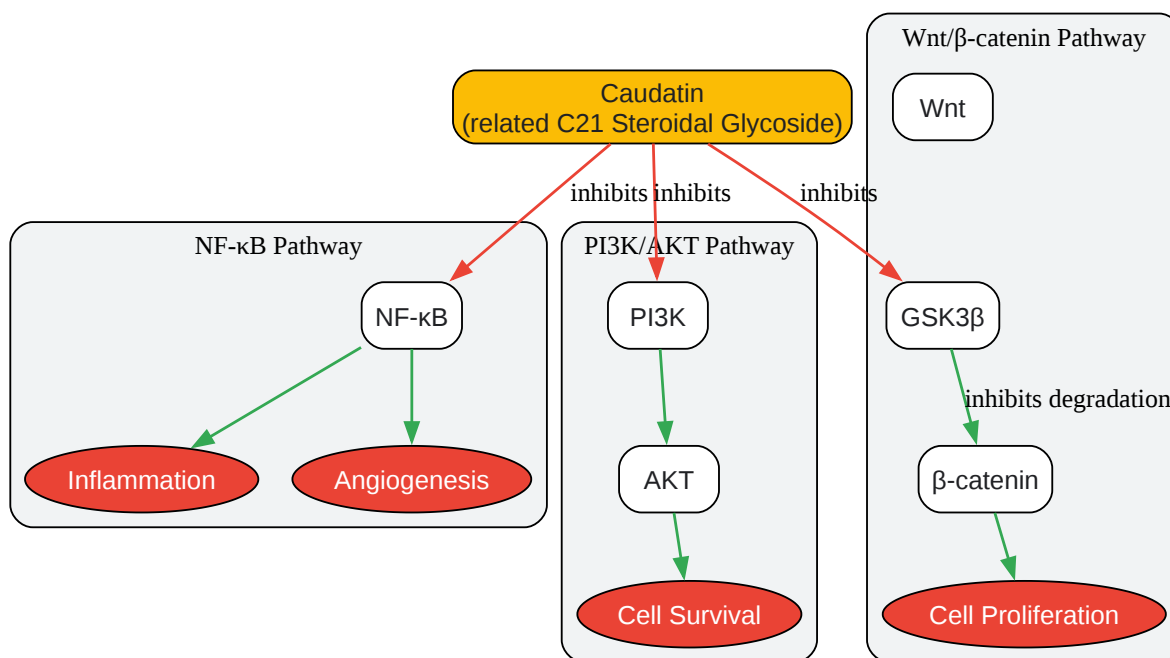 Wnt/β-catenin Pathway
Caudatin
(related C21 Steroidal Glycoside)
Wnt
inhibits
inhibits
inhibits
NF-κB Pathway
PI3K/AKT Pathway
NF-κB
PI3K
GSK3β
inhibits degradation
Inflammation
Angiogenesis
AKT
β-catenin
Cell Survival
Cell Proliferation